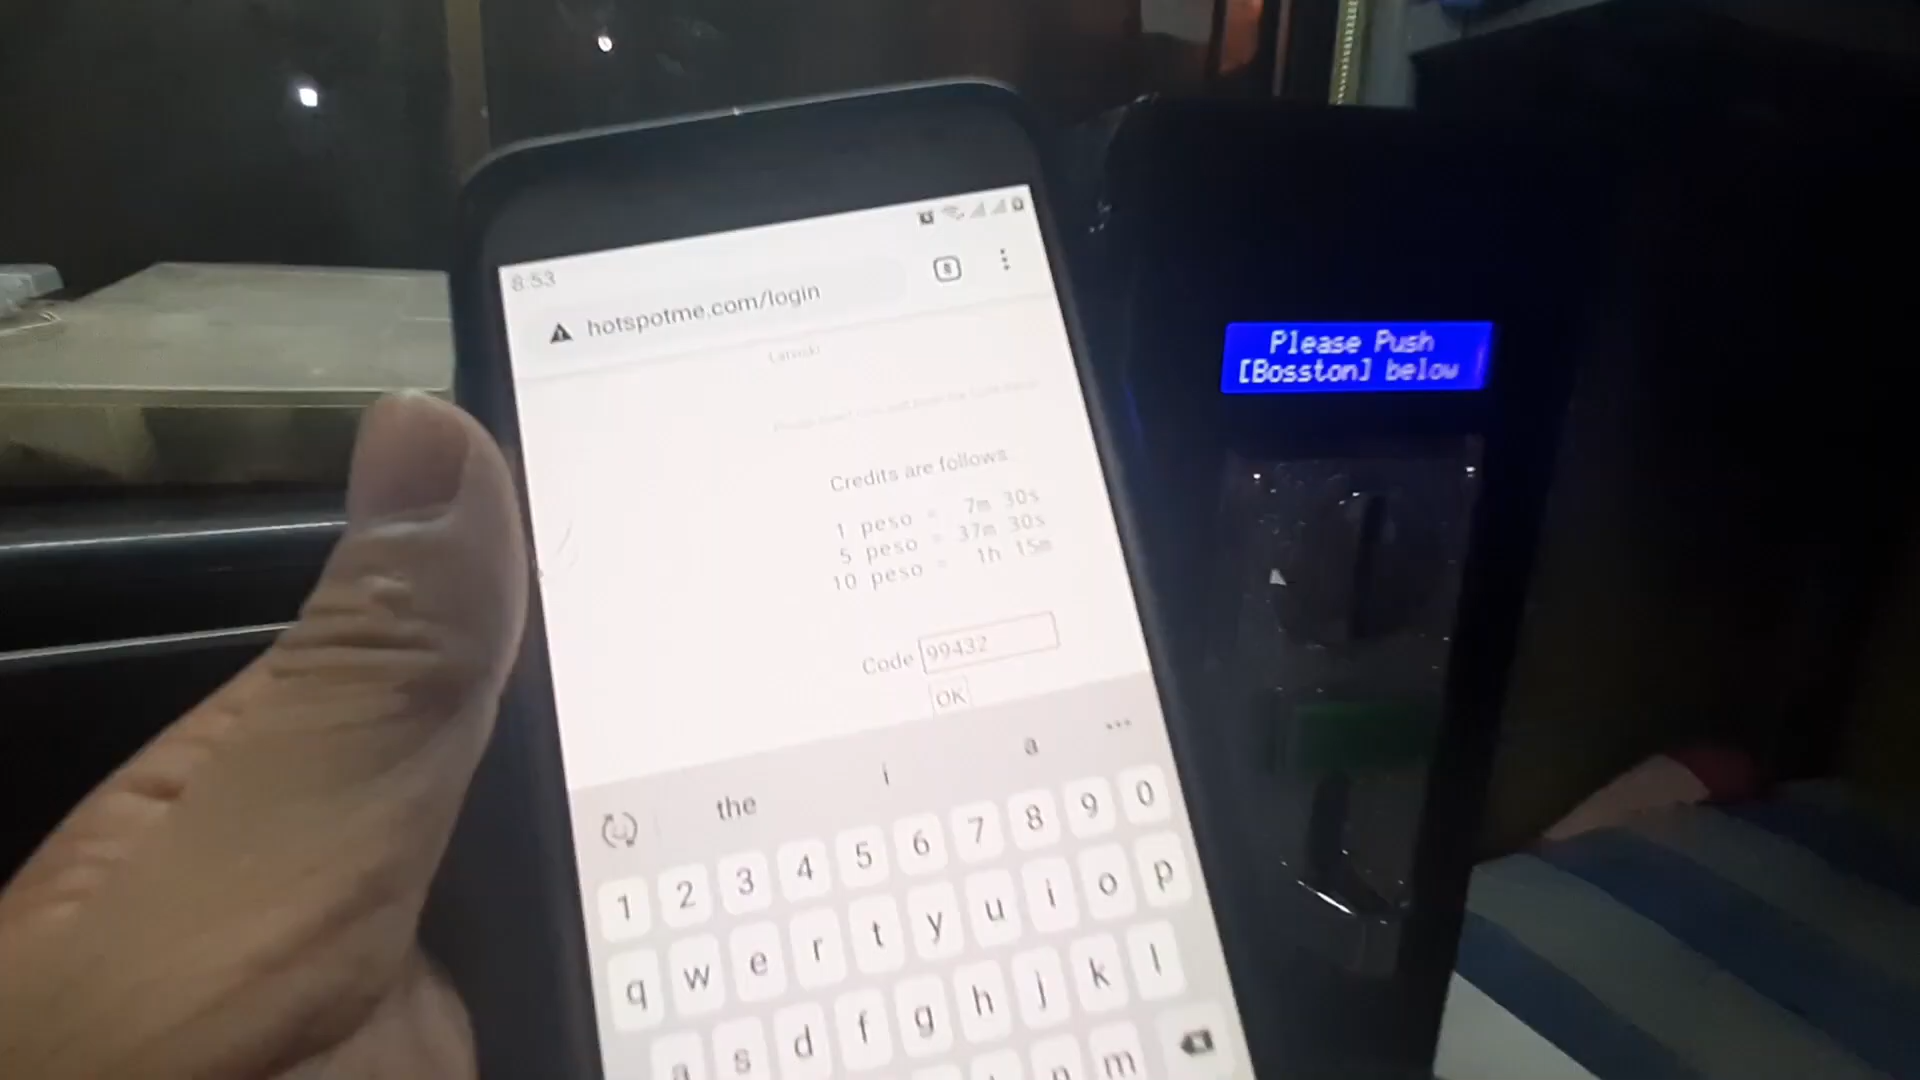 8:53
hotspotme.com/login
8
Credits are follows
1 peso = 7m 30s
5 peso = 37m 30s
10 peso = 1h 15m
Code 99432
OK
the i a
1 2 3 4 5 6 7 8 9 0
q w e r t y u i o p
a s d f g h j k l
n m
Please Push
[Bosston] below